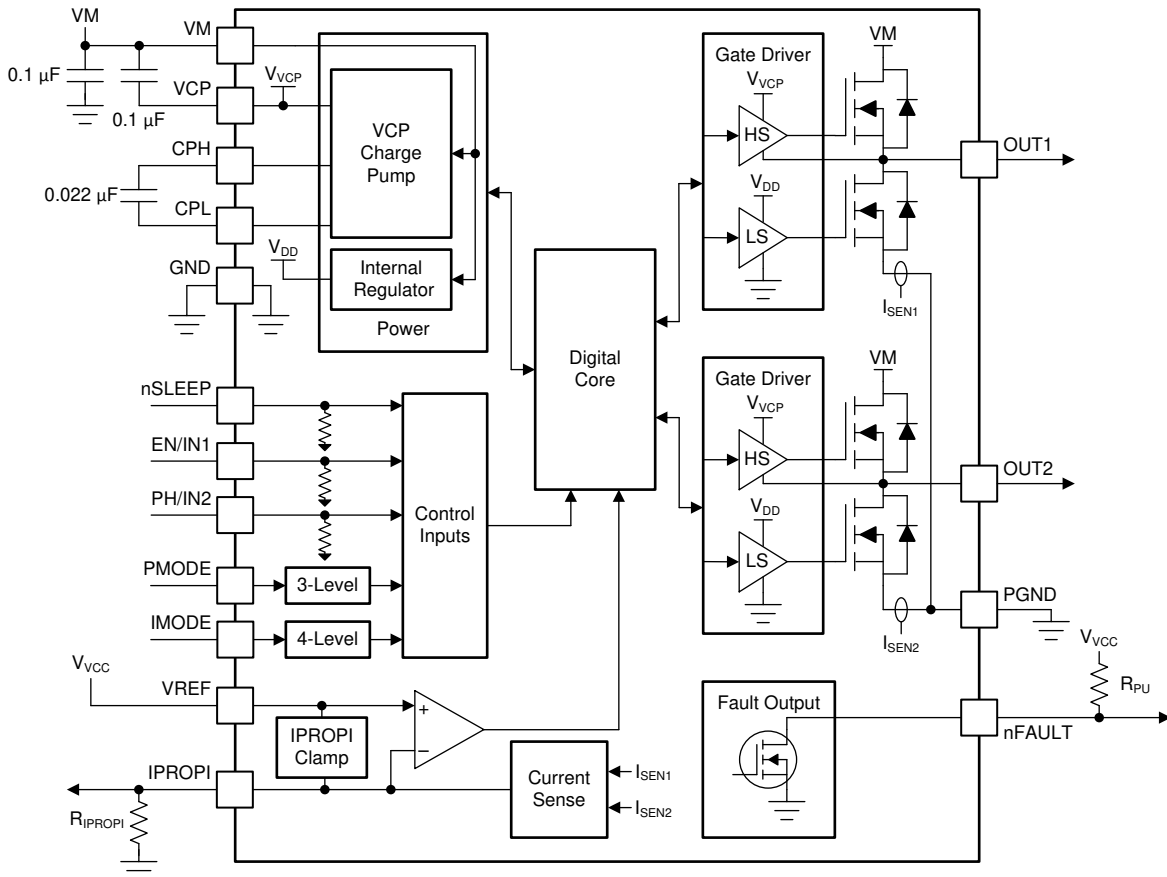 VM
VM
0.1 µF
VCP
0.1 µF
V_VCP
CPH
0.022 µF
CPL
GND
V_DD
VCP
Charge
Pump
Internal
Regulator
Power
nSLEEP
EN/IN1
PH/IN2
PMODE
3-Level
IMODE
4-Level
Control
Inputs
V_VCC
VREF
IPROPI
Clamp
+
−
IPROPI
R_IPROPI
Current
Sense
I_SEN1
I_SEN2
Digital
Core
Gate Driver
V_VCP
HS
V_DD
LS
VM
OUT1
I_SEN1
Gate Driver
V_VCP
HS
V_DD
LS
VM
OUT2
I_SEN2
PGND
V_VCC
R_PU
Fault Output
nFAULT